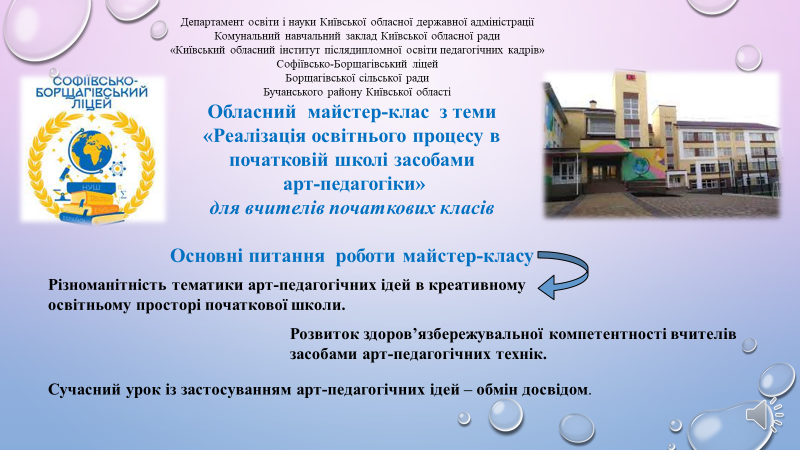 Департамент освіти і науки Київської обласної державної адміністрації
Комунальний навчальний заклад Київської обласної ради
«Київський обласний інститут післядипломної освіти педагогічних кадрів»
Софіївсько-Борщагівський ліцей
Борщагівської сільської ради
Бучанського району Київської області
СОФІЇВСЬКО-
БОРЩАГІВСЬКИЙ
ЛІЦЕЙ
НУШ
Обласний майстер-клас з теми
«Реалізація освітнього процесу в
початковій школі засобами
арт-педагогіки»
для вчителів початкових класів
Основні питання роботи майстер-класу
Різноманітність тематики арт-педагогічних ідей в креативному
освітньому просторі початкової школи.
Розвиток здоров’язбережувальної компетентності вчителів
засобами арт-педагогічних технік.
Сучасний урок із застосуванням арт-педагогічних ідей – обмін досвідом.